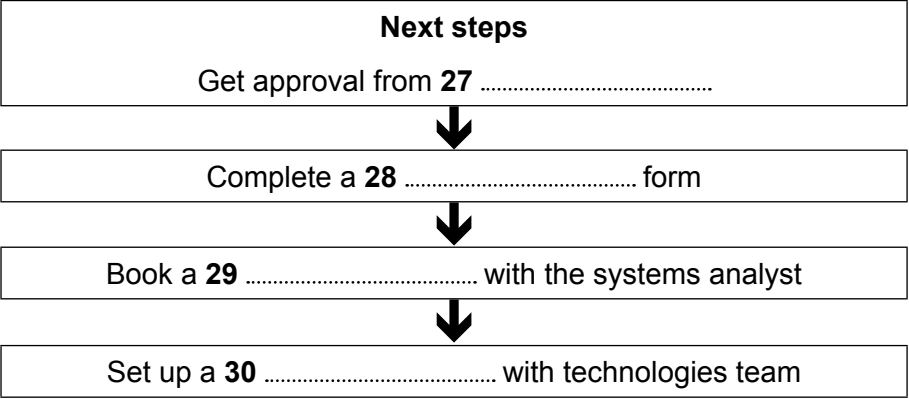 Next steps
Get approval from 27 ..............................................
Complete a 28 .............................................. form
Book a 29 .............................................. with the systems analyst
Set up a 30 .............................................. with technologies team